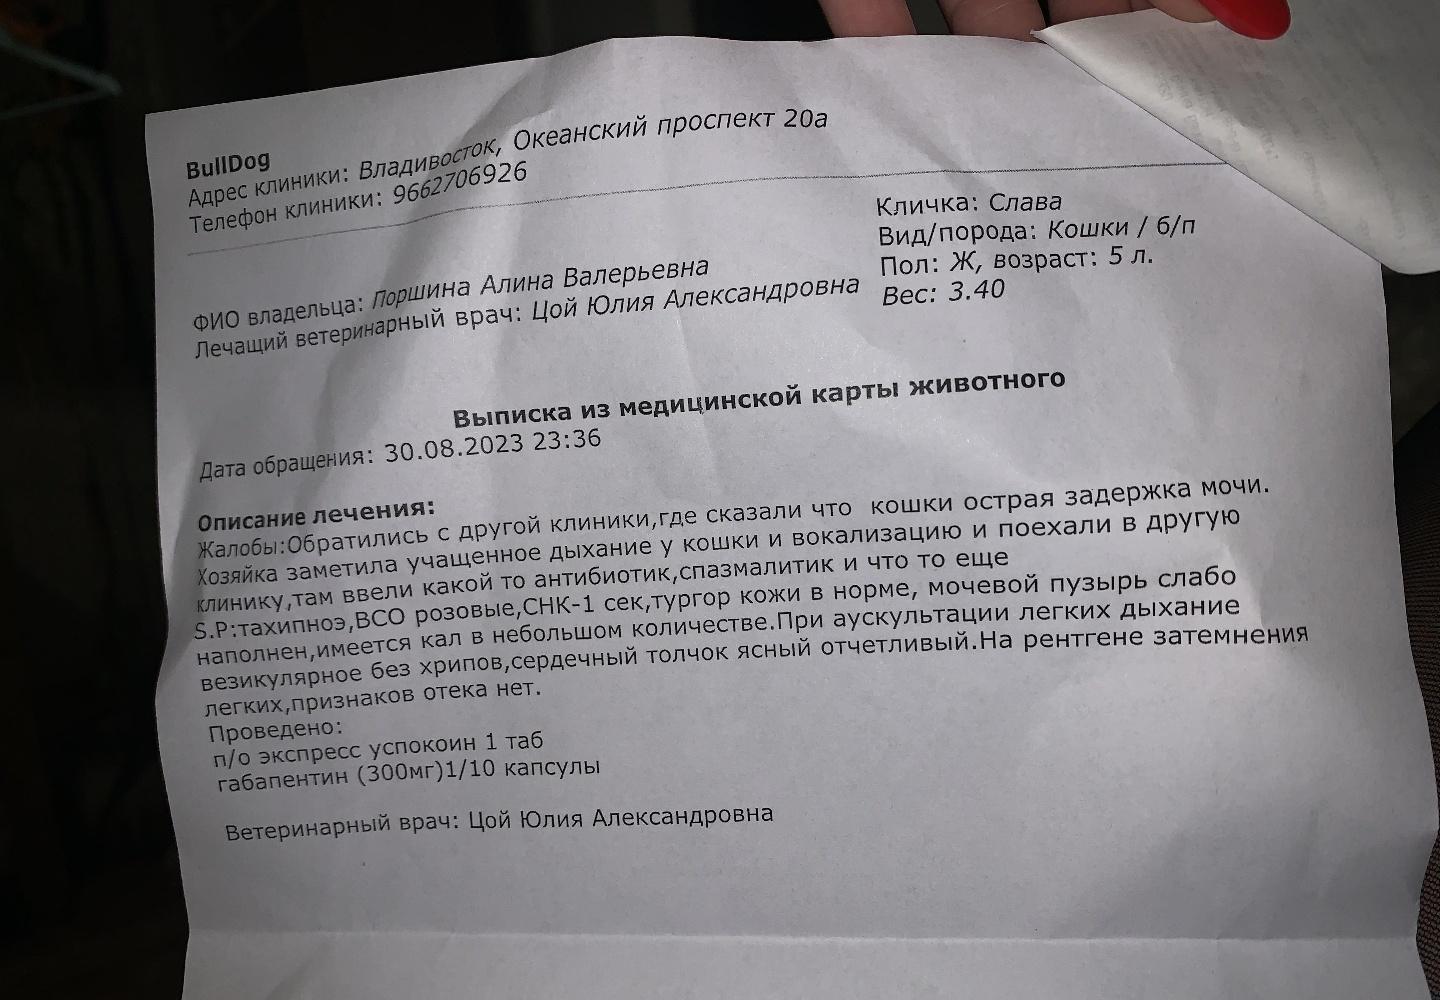 BullDog
Адрес клиники: Владивосток, Океанский проспект 20а
Телефон клиники: 9662706926
Кличка: Слава
Вид/порода: Кошки / б/п
Пол: Ж, возраст: 5 л.
Вес: 3.40
ФИО владельца: Поршина Алина Валерьевна
Лечащий ветеринарный врач: Цой Юлия Александровна
Выписка из медицинской карты животного
Дата обращения: 30.08.2023 23:36
Описание лечения:
Жалобы:Обратились с другой клиники,где сказали что  кошки острая задержка мочи.
Хозяйка заметила учащенное дыхание у кошки и вокализацию и поехали в другую
клинику,там ввели какой то антибиотик,спазмалитик и что то еще
S.P:тахипноэ,ВСО розовые,СНК-1 сек,тургор кожи в норме, мочевой пузырь слабо
наполнен,имеется кал в небольшом количестве.При аускультации легких дыхание
везикулярное без хрипов,сердечный толчок ясный отчетливый.На рентгене затемнения
легких,признаков отека нет.
Проведено:
п/о экспресс успокоин 1 таб
габапентин (300мг)1/10 капсулы
Ветеринарный врач: Цой Юлия Александровна